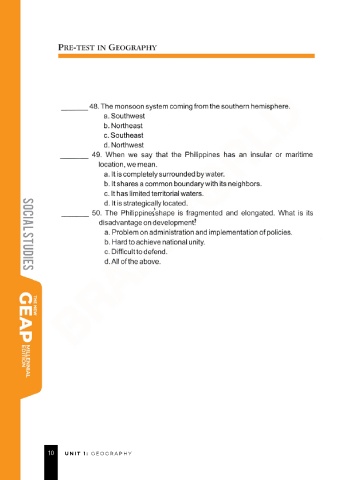 PRE-TEST IN GEOGRAPHY
_______ 48. The monsoon system coming from the southern hemisphere.
a. Southwest
b. Northeast
c. Southeast
d. Northwest
_______ 49. When we say that the Philippines has an insular or maritime
location, we mean.
a. It is completely surrounded by water.
b. It shares a common boundary with its neighbors.
c. It has limited territorial waters.
d. It is strategically located.
_______ 50. The Philippines' shape is fragmented and elongated. What is its
disadvantage on development?
a. Problem on administration and implementation of policies.
b. Hard to achieve national unity.
c. Difficult to defend.
d. All of the above.
SOCIAL STUDIES
THE NEW
GEAP
MILLENNIAL
EDITION
10 UNIT I: GEOGRAPHY